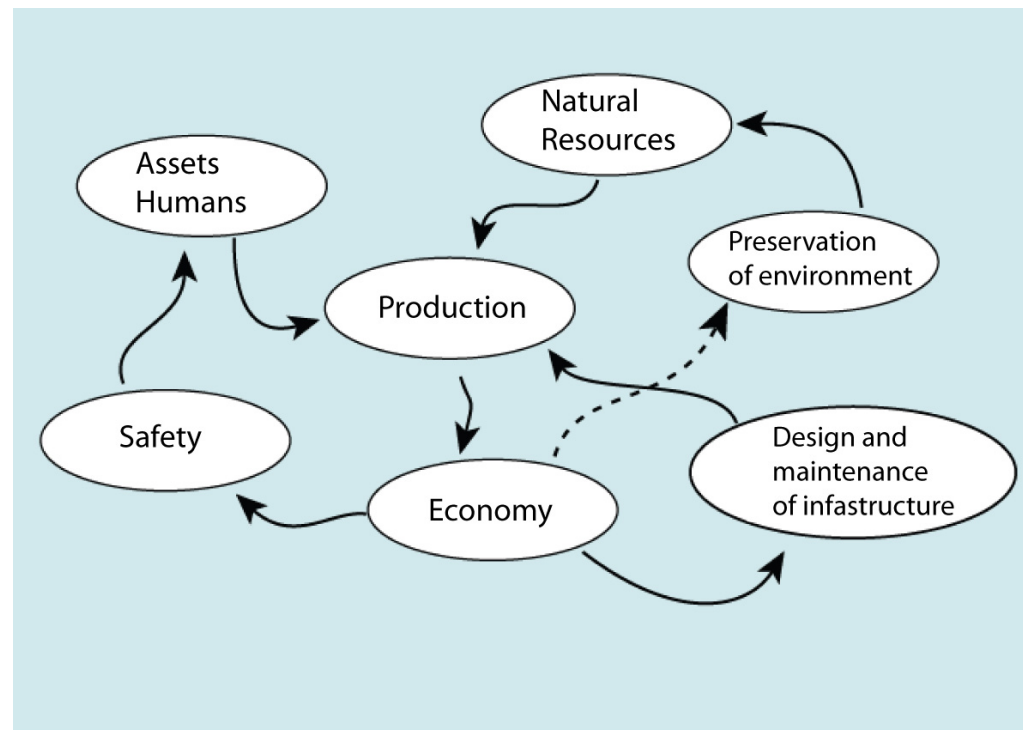 Natural
Resources
Assets
Humans
Preservation
of environment
Production
Safety
Design and
maintenance
of infastructure
Economy